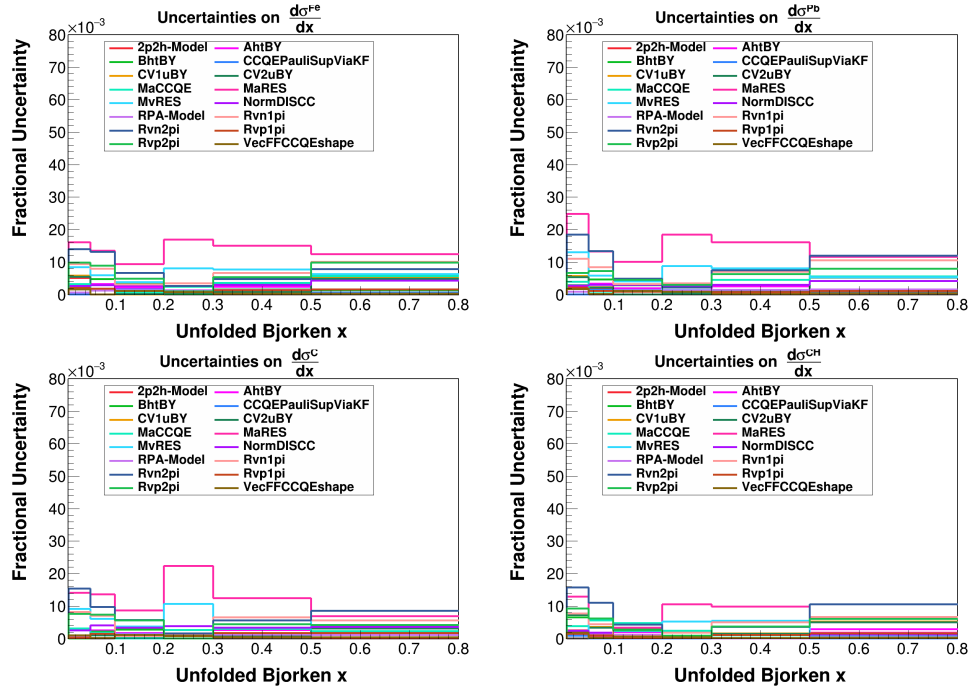 Uncertainties on dσ^Fe
dx
×10⁻³
Fractional Uncertainty
80
70
60
50
40
30
20
10
0
2p2h-Model AhtBY
BhtBY CCQEPauliSupViaKF
CV1uBY CV2uBY
MaCCQE MaRES
MvRES NormDISCC
RPA-Model Rvn1pi
Rvn2pi Rvp1pi
Rvp2pi VecFFCCQEshape
0.1 0.2 0.3 0.4 0.5 0.6 0.7 0.8
Unfolded Bjorken x
Uncertainties on dσ^Pb
dx
×10⁻³
Fractional Uncertainty
80
70
60
50
40
30
20
10
0
2p2h-Model AhtBY
BhtBY CCQEPauliSupViaKF
CV1uBY CV2uBY
MaCCQE MaRES
MvRES NormDISCC
RPA-Model Rvn1pi
Rvn2pi Rvp1pi
Rvp2pi VecFFCCQEshape
0.1 0.2 0.3 0.4 0.5 0.6 0.7 0.8
Unfolded Bjorken x
Uncertainties on dσ^C
dx
×10⁻³
Fractional Uncertainty
80
70
60
50
40
30
20
10
0
2p2h-Model AhtBY
BhtBY CCQEPauliSupViaKF
CV1uBY CV2uBY
MaCCQE MaRES
MvRES NormDISCC
RPA-Model Rvn1pi
Rvn2pi Rvp1pi
Rvp2pi VecFFCCQEshape
0.1 0.2 0.3 0.4 0.5 0.6 0.7 0.8
Unfolded Bjorken x
Uncertainties on dσ^CH
dx
×10⁻³
Fractional Uncertainty
80
70
60
50
40
30
20
10
0
2p2h-Model AhtBY
BhtBY CCQEPauliSupViaKF
CV1uBY CV2uBY
MaCCQE MaRES
MvRES NormDISCC
RPA-Model Rvn1pi
Rvn2pi Rvp1pi
Rvp2pi VecFFCCQEshape
0.1 0.2 0.3 0.4 0.5 0.6 0.7 0.8
Unfolded Bjorken x